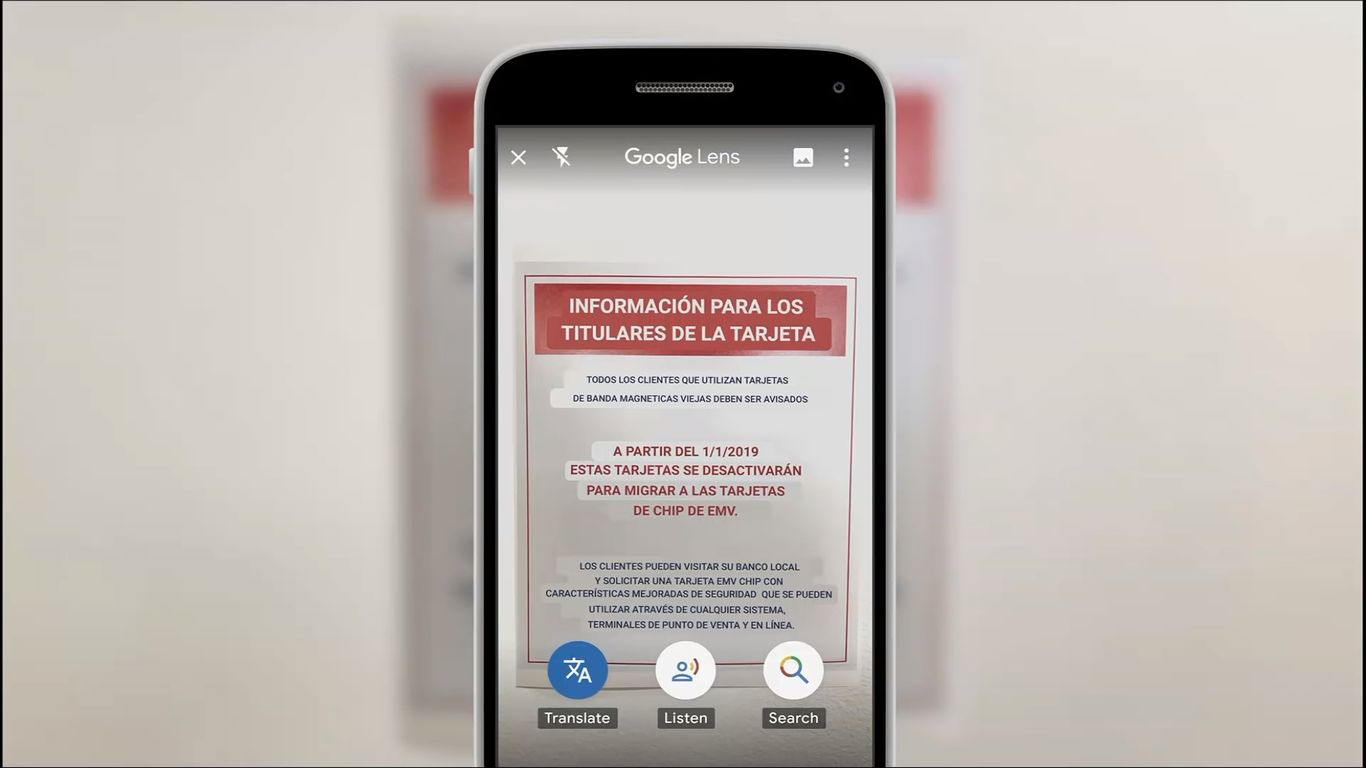 Google Lens
INFORMACIÓN PARA LOS
TITULARES DE LA TARJETA
TODOS LOS CLIENTES QUE UTILIZAN TARJETAS
DE BANDA MAGNETICAS VIEJAS DEBEN SER AVISADOS
A PARTIR DEL 1/1/2019
ESTAS TARJETAS SE DESACTIVARÁN
PARA MIGRAR A LAS TARJETAS
DE CHIP DE EMV.
LOS CLIENTES PUEDEN VISITAR SU BANCO LOCAL
Y SOLICITAR UNA TARJETA EMV CHIP CON
CARACTERÍSTICAS MEJORADAS DE SEGURIDAD QUE SE PUEDEN
UTILIZAR ATRAVÉS DE CUALQUIER SISTEMA,
TERMINALES DE PUNTO DE VENTA Y EN LÍNEA.
Translate
Listen
Search